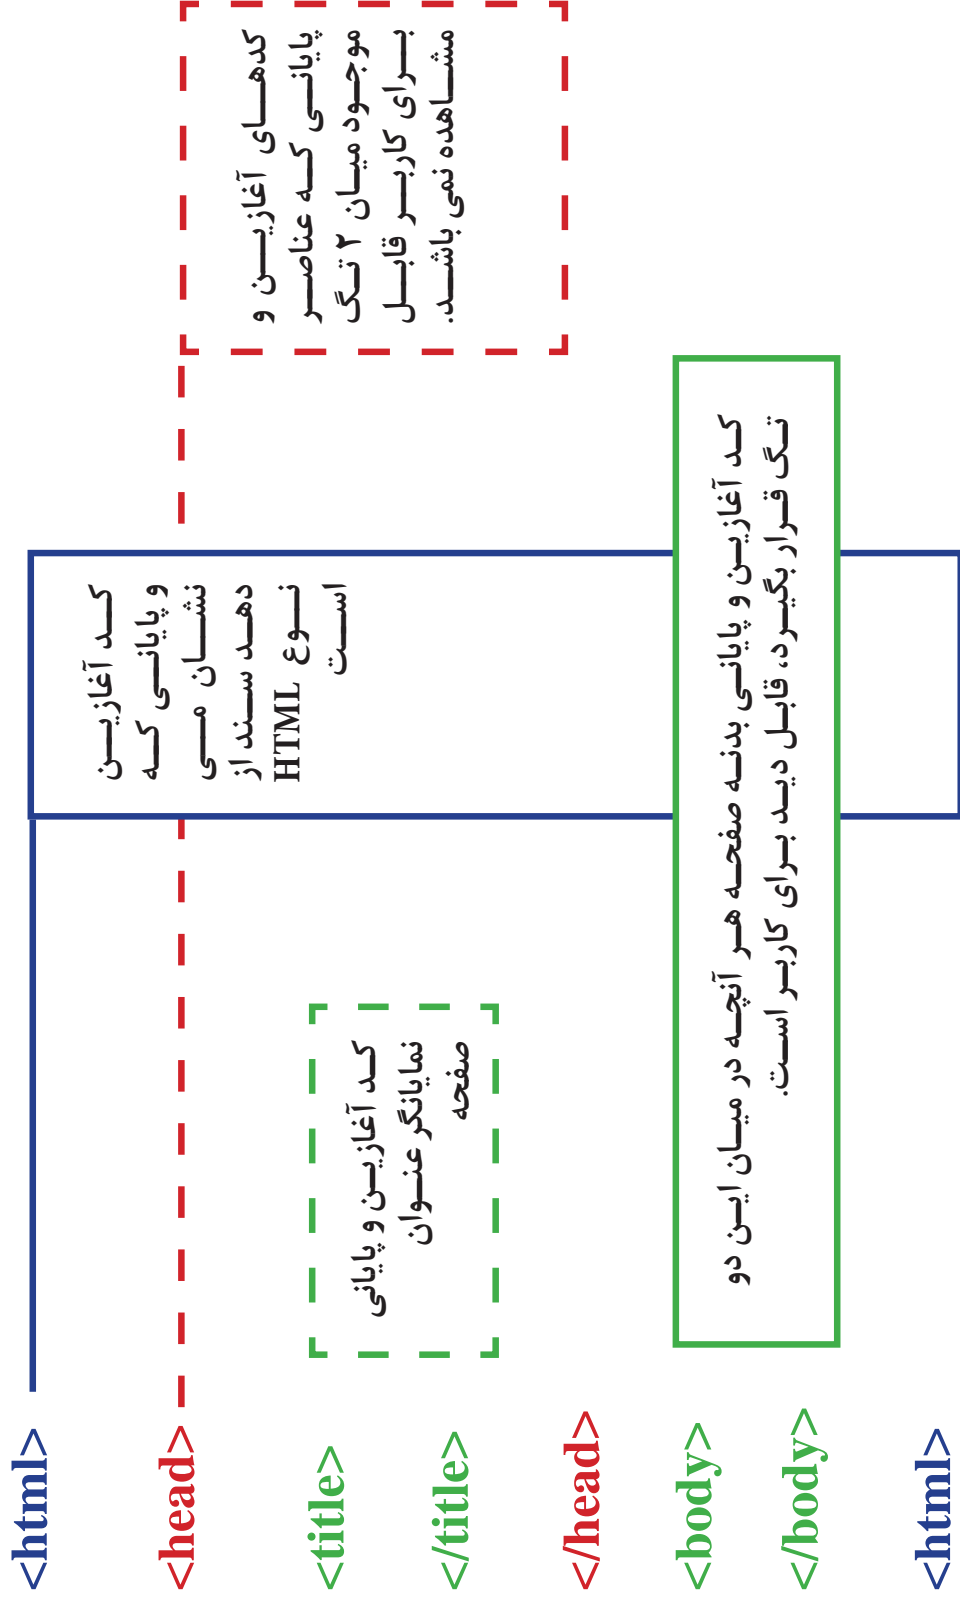 <html>
کد آغازین
و پایانی که
نشان می
دهد سند از
نوع HTML
است
<head>
کدهای آغازین و
پایانی که عناصر
موجود میان ۲ تگ
برای کاربر قابل
مشاهده نمی باشد.
<title>
کد آغازین و پایانی
نمایانگر عنوان
صفحه
</title>
</head>
<body>
کد آغازین و پایانی بدنه صفحه هر آنچه در میان این دو
تگ قرار بگیرد، قابل دید برای کاربر است.
</body>
<html>